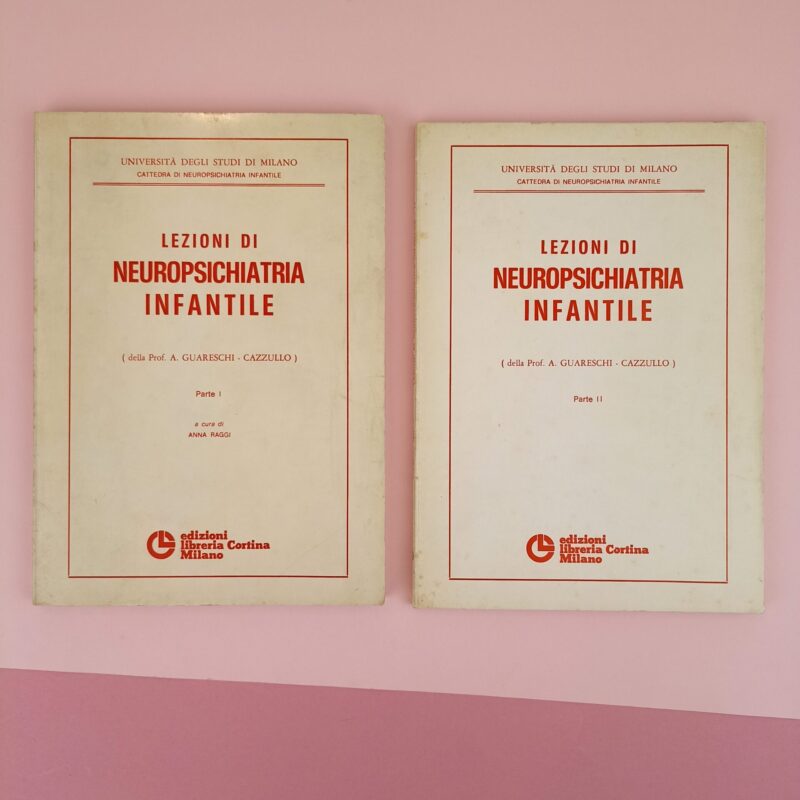 UNIVERSITÀ DEGLI STUDI DI MILANO
CATTEDRA DI NEUROPSICHIATRIA INFANTILE
LEZIONI DI
NEUROPSICHIATRIA
INFANTILE
( della Prof. A. GUARESCHI - CAZZULLO )
Parte I
a cura di
ANNA RAGGI
edizioni
libreria Cortina
Milano
UNIVERSITÀ DEGLI STUDI DI MILANO
CATTEDRA DI NEUROPSICHIATRIA INFANTILE
LEZIONI DI
NEUROPSICHIATRIA
INFANTILE
( della Prof. A. GUARESCHI - CAZZULLO )
Parte II
edizioni
libreria Cortina
Milano